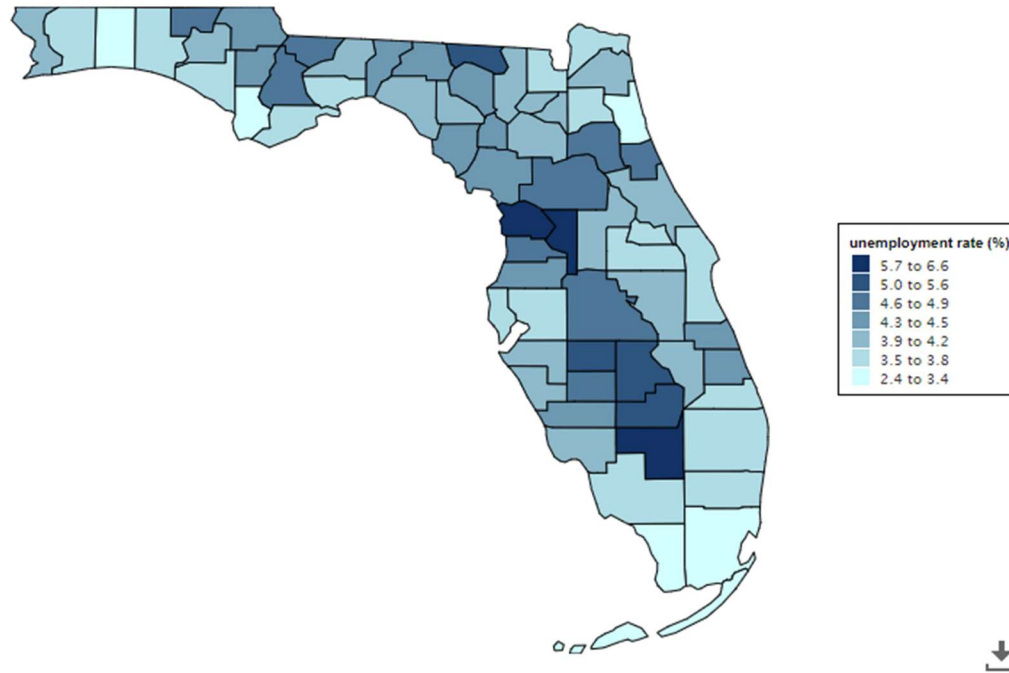 unemployment rate (%)
5.7 to 6.6
5.0 to 5.6
4.6 to 4.9
4.3 to 4.5
3.9 to 4.2
3.5 to 3.8
2.4 to 3.4